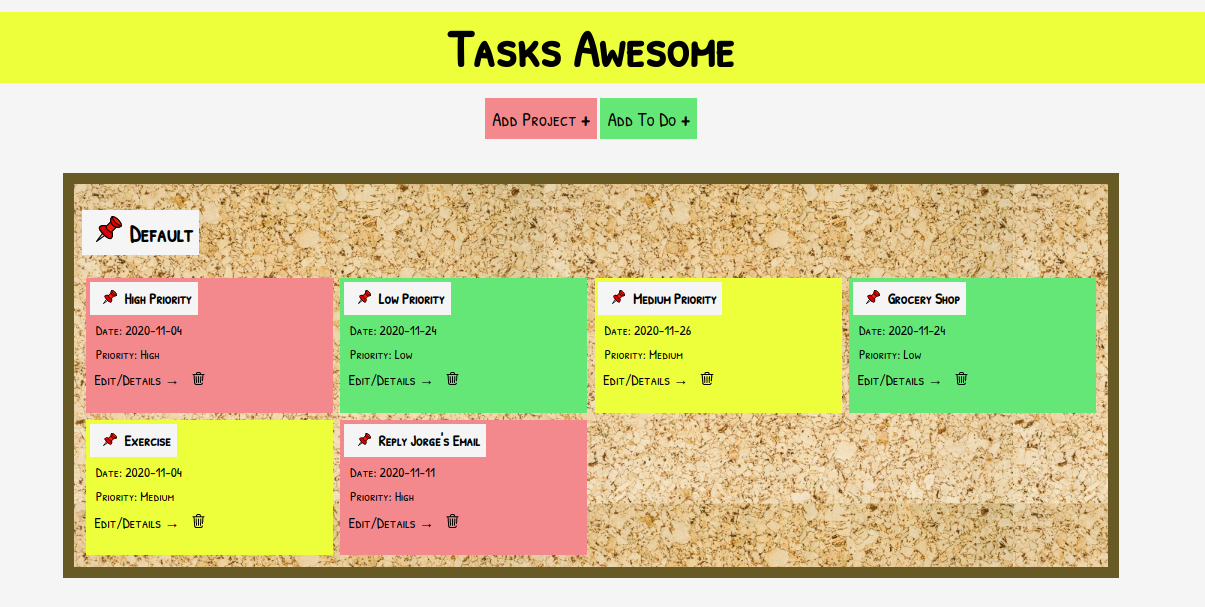 Tasks Awesome
Add Project +
Add To Do +
Default
High Priority
Date: 2020-11-04
Priority: High
Edit/Details →
Low Priority
Date: 2020-11-24
Priority: Low
Edit/Details →
Medium Priority
Date: 2020-11-26
Priority: Medium
Edit/Details →
Grocery Shop
Date: 2020-11-24
Priority: Low
Edit/Details →
Exercise
Date: 2020-11-04
Priority: Medium
Edit/Details →
Reply Jorge's Email
Date: 2020-11-11
Priority: High
Edit/Details →